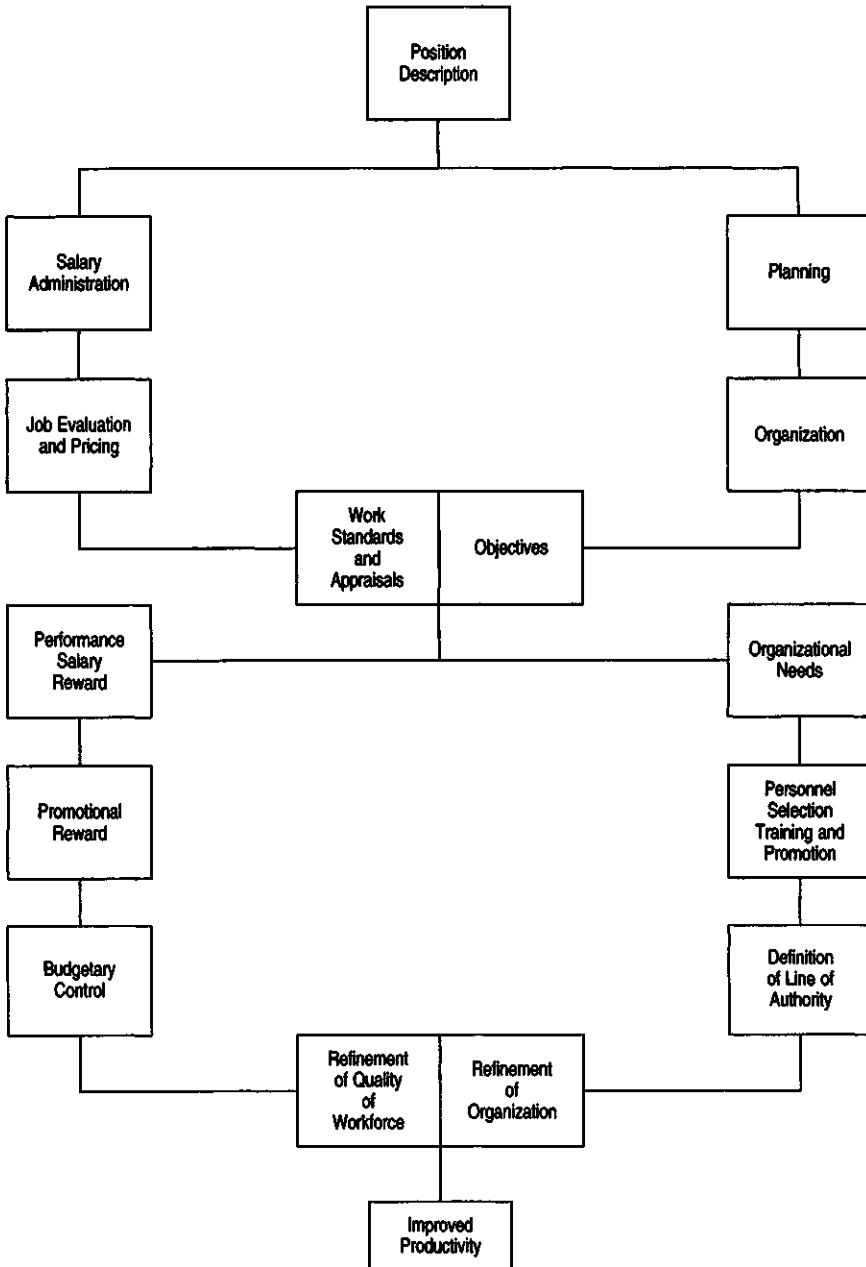 Position
Description
Salary
Administration
Planning
Job Evaluation
and Pricing
Organization
Work
Standards
and
Appraisals
Objectives
Performance
Salary
Reward
Organizational
Needs
Promotional
Reward
Personnel
Selection
Training and
Promotion
Budgetary
Control
Definition
of Line of
Authority
Refinement
of Quality
of
Workforce
Refinement
of
Organization
Improved
Productivity